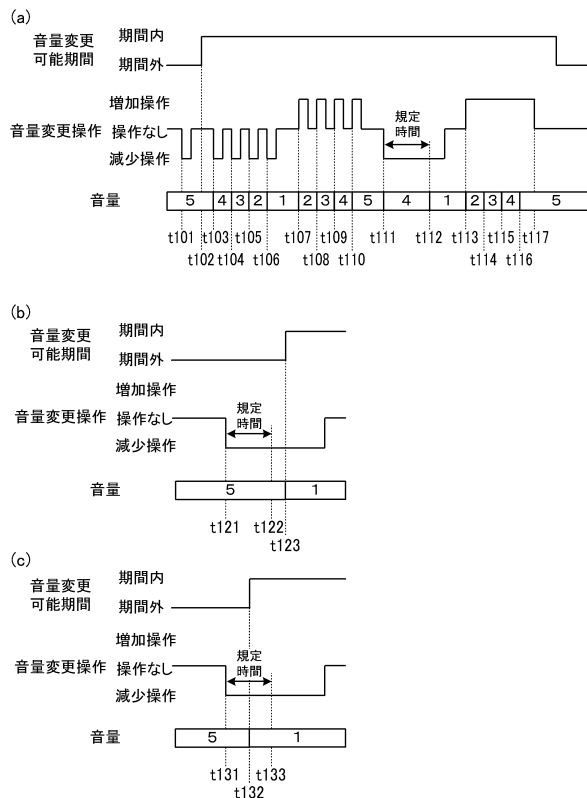 (a)
音量変更
可能期間
期間内
期間外
増加操作
音量変更操作 操作なし
減少操作
規定
時間
音量 5 4 3 2 1 2 3 4 5 4 1 2 3 4 5
t101 t103 t105 t107 t109 t111 t112 t113 t115 t117
t102 t104 t106 t108 t110 t114 t116
(b)
音量変更
可能期間
期間内
期間外
増加操作
音量変更操作 操作なし
減少操作
規定
時間
音量 5 1
t121 t122
t123
(c)
音量変更
可能期間
期間内
期間外
増加操作
音量変更操作 操作なし
減少操作
規定
時間
音量 5 1
t131 t133
t132